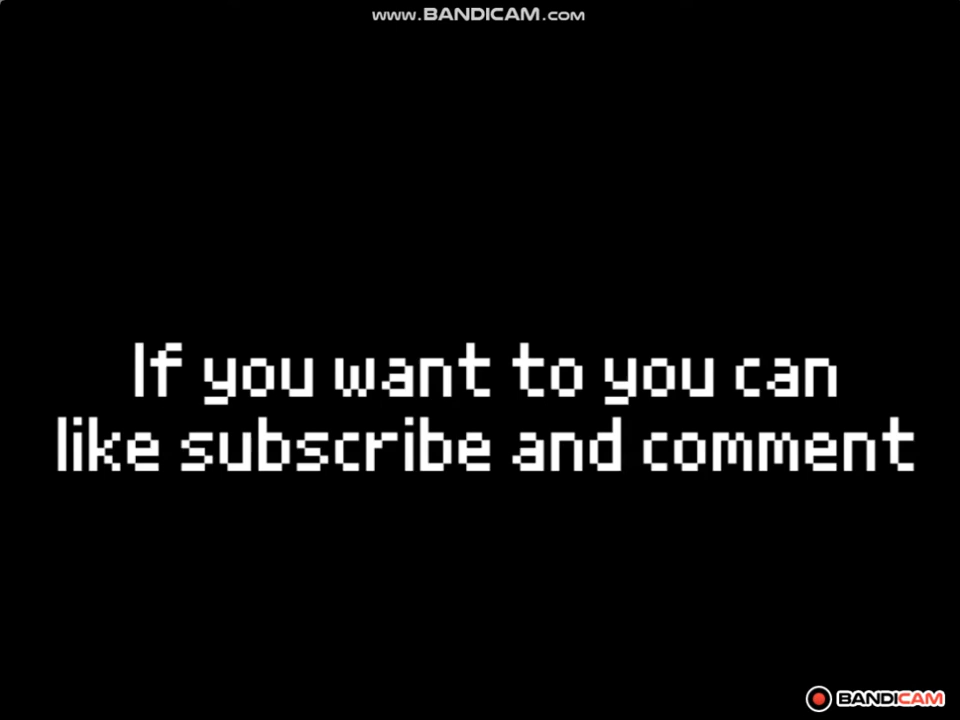 www.BANDICAM.com
If you want to you can
like subscribe and comment
BANDICAM